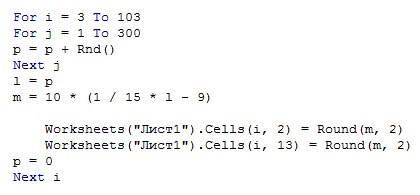 For i = 3 To 103
For j = 1 To 300
p = p + Rnd()
Next j
l = p
m = 10 * (1 / 15 * l - 9)
Worksheets("Лист1").Cells(i, 2) = Round(m, 2)
Worksheets("Лист1").Cells(i, 13) = Round(m, 2)
p = 0
Next i